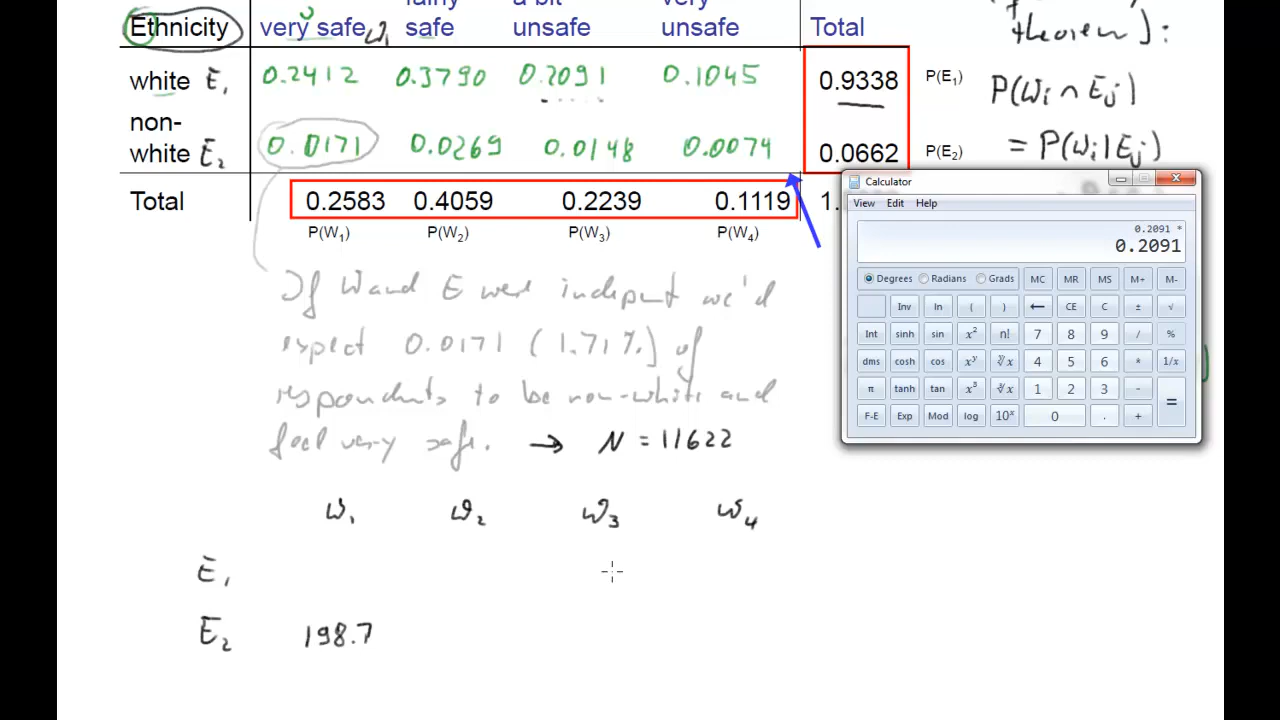 fairly a bit very
Ethnicity very safe W₁ safe unsafe unsafe Total theorem ] :
white E₁ 0.2412 0.3790 0.2091 0.1045 0.9338 P(E₁) P(Wi ∩ Ej)
non-
white E₂ 0.0171 0.0269 0.0148 0.0074 0.0662 P(E₂) = P(Wi|Ej)
Total 0.2583 0.4059 0.2239 0.1119 1.
P(W₁) P(W₂) P(W₃) P(W₄)
Calculator
View Edit Help
0.2091 *
0.2091
Degrees Radians Grads MC MR MS M+ M-
Inv ln ( ) ← CE C ± √
Int sinh sin x² n! 7 8 9 / %
dms cosh cos xʸ ʸ√x 4 5 6 * 1/x
π tanh tan x³ ³√x 1 2 3 - =
F-E Exp Mod log 10ˣ 0 . +
If W and E were indepent we'd
expect 0.0171 (1.71%) of
respondents to be non-white and
feel very safe. → N = 11622
W₁ W₂ W₃ W₄
E₁
E₂ 198.7